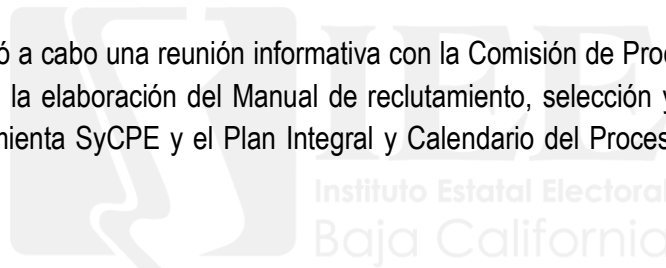 ó a cabo una reunión informativa con la Comisión de Pro
la elaboración del Manual de reclutamiento, selección y
mienta SyCPE y el Plan Integral y Calendario del Proces
IEE
Instituto Estatal Electoral
Baja California